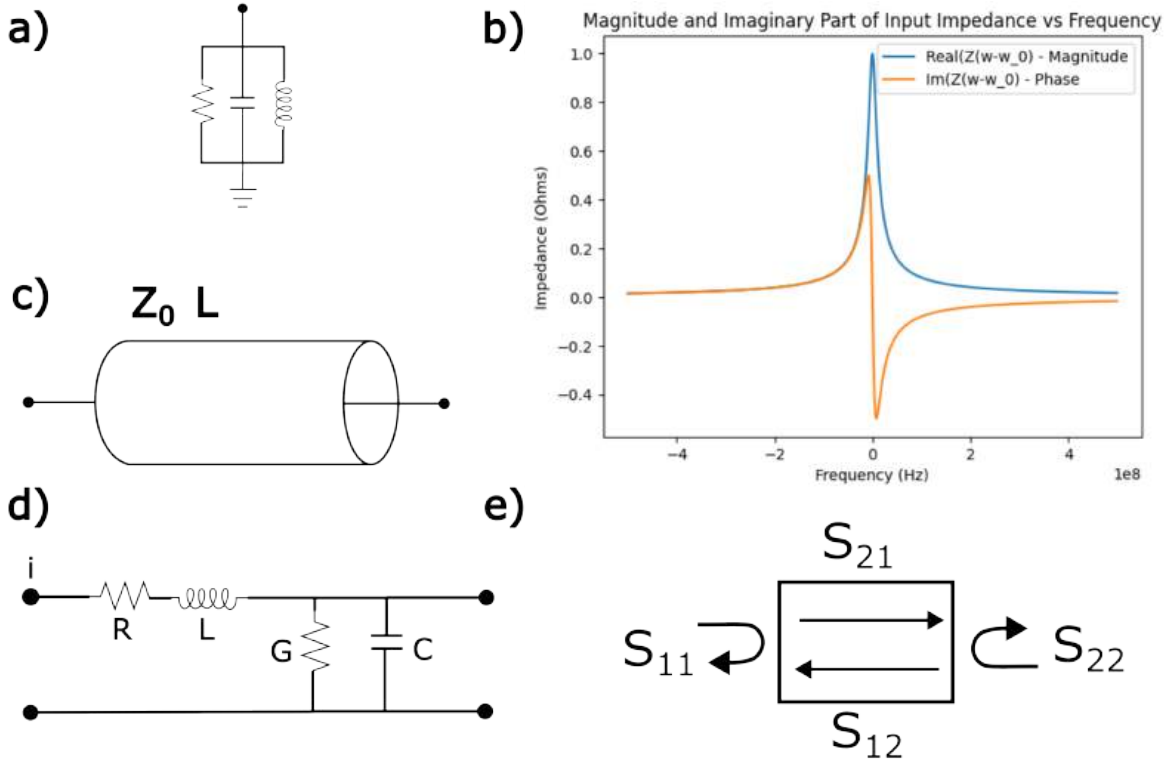 a)
b)
Magnitude and Imaginary Part of Input Impedance vs Frequency
Real(Z(w-w_0) - Magnitude
Im(Z(w-w_0) - Phase
1.0
0.8
0.6
0.4
0.2
0.0
−0.2
−0.4
Impedance (Ohms)
−4 −2 0 2 4
Frequency (Hz)
1e8
c)
Z₀ L
d)
i
R
L
G
C
e)
S₂₁
S₁₁
S₂₂
S₁₂